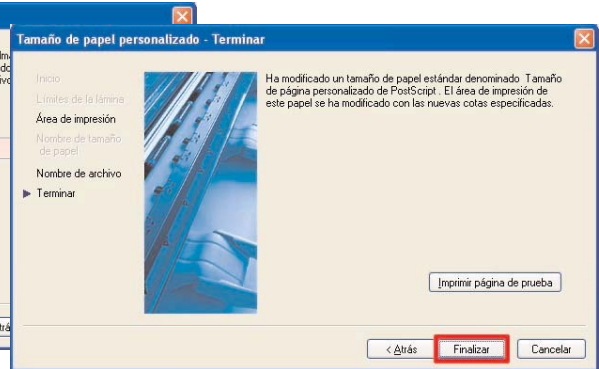 Tamaño de papel personalizado - Terminar
Inicio
Límites de la lámina
Área de impresión
Nombre de tamaño
de papel
Nombre de archivo
Terminar
Ha modificado un tamaño de papel estándar denominado Tamaño
de página personalizado de PostScript . El área de impresión de
este papel se ha modificado con las nuevas cotas especificadas.
Imprimir página de prueba
< Atrás
Finalizar
Cancelar